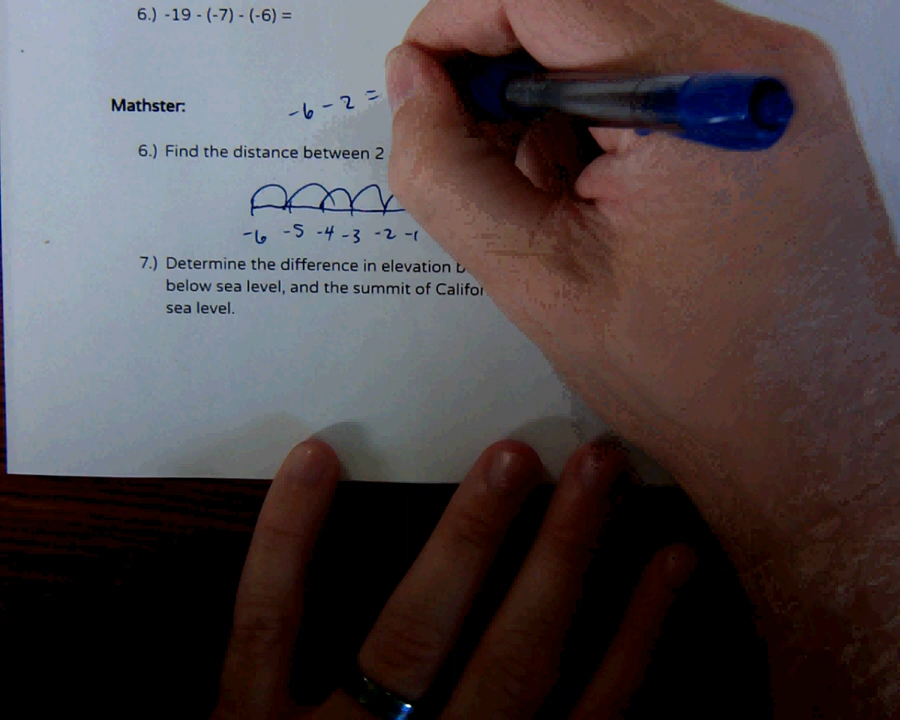 6.) -19 - (-7) - (-6) =
-6 - 2 =
Mathster:
6.) Find the distance between 2
-6 -5 -4 -3 -2 -1
7.) Determine the difference in elevation
below sea level, and the summit of
sea level.